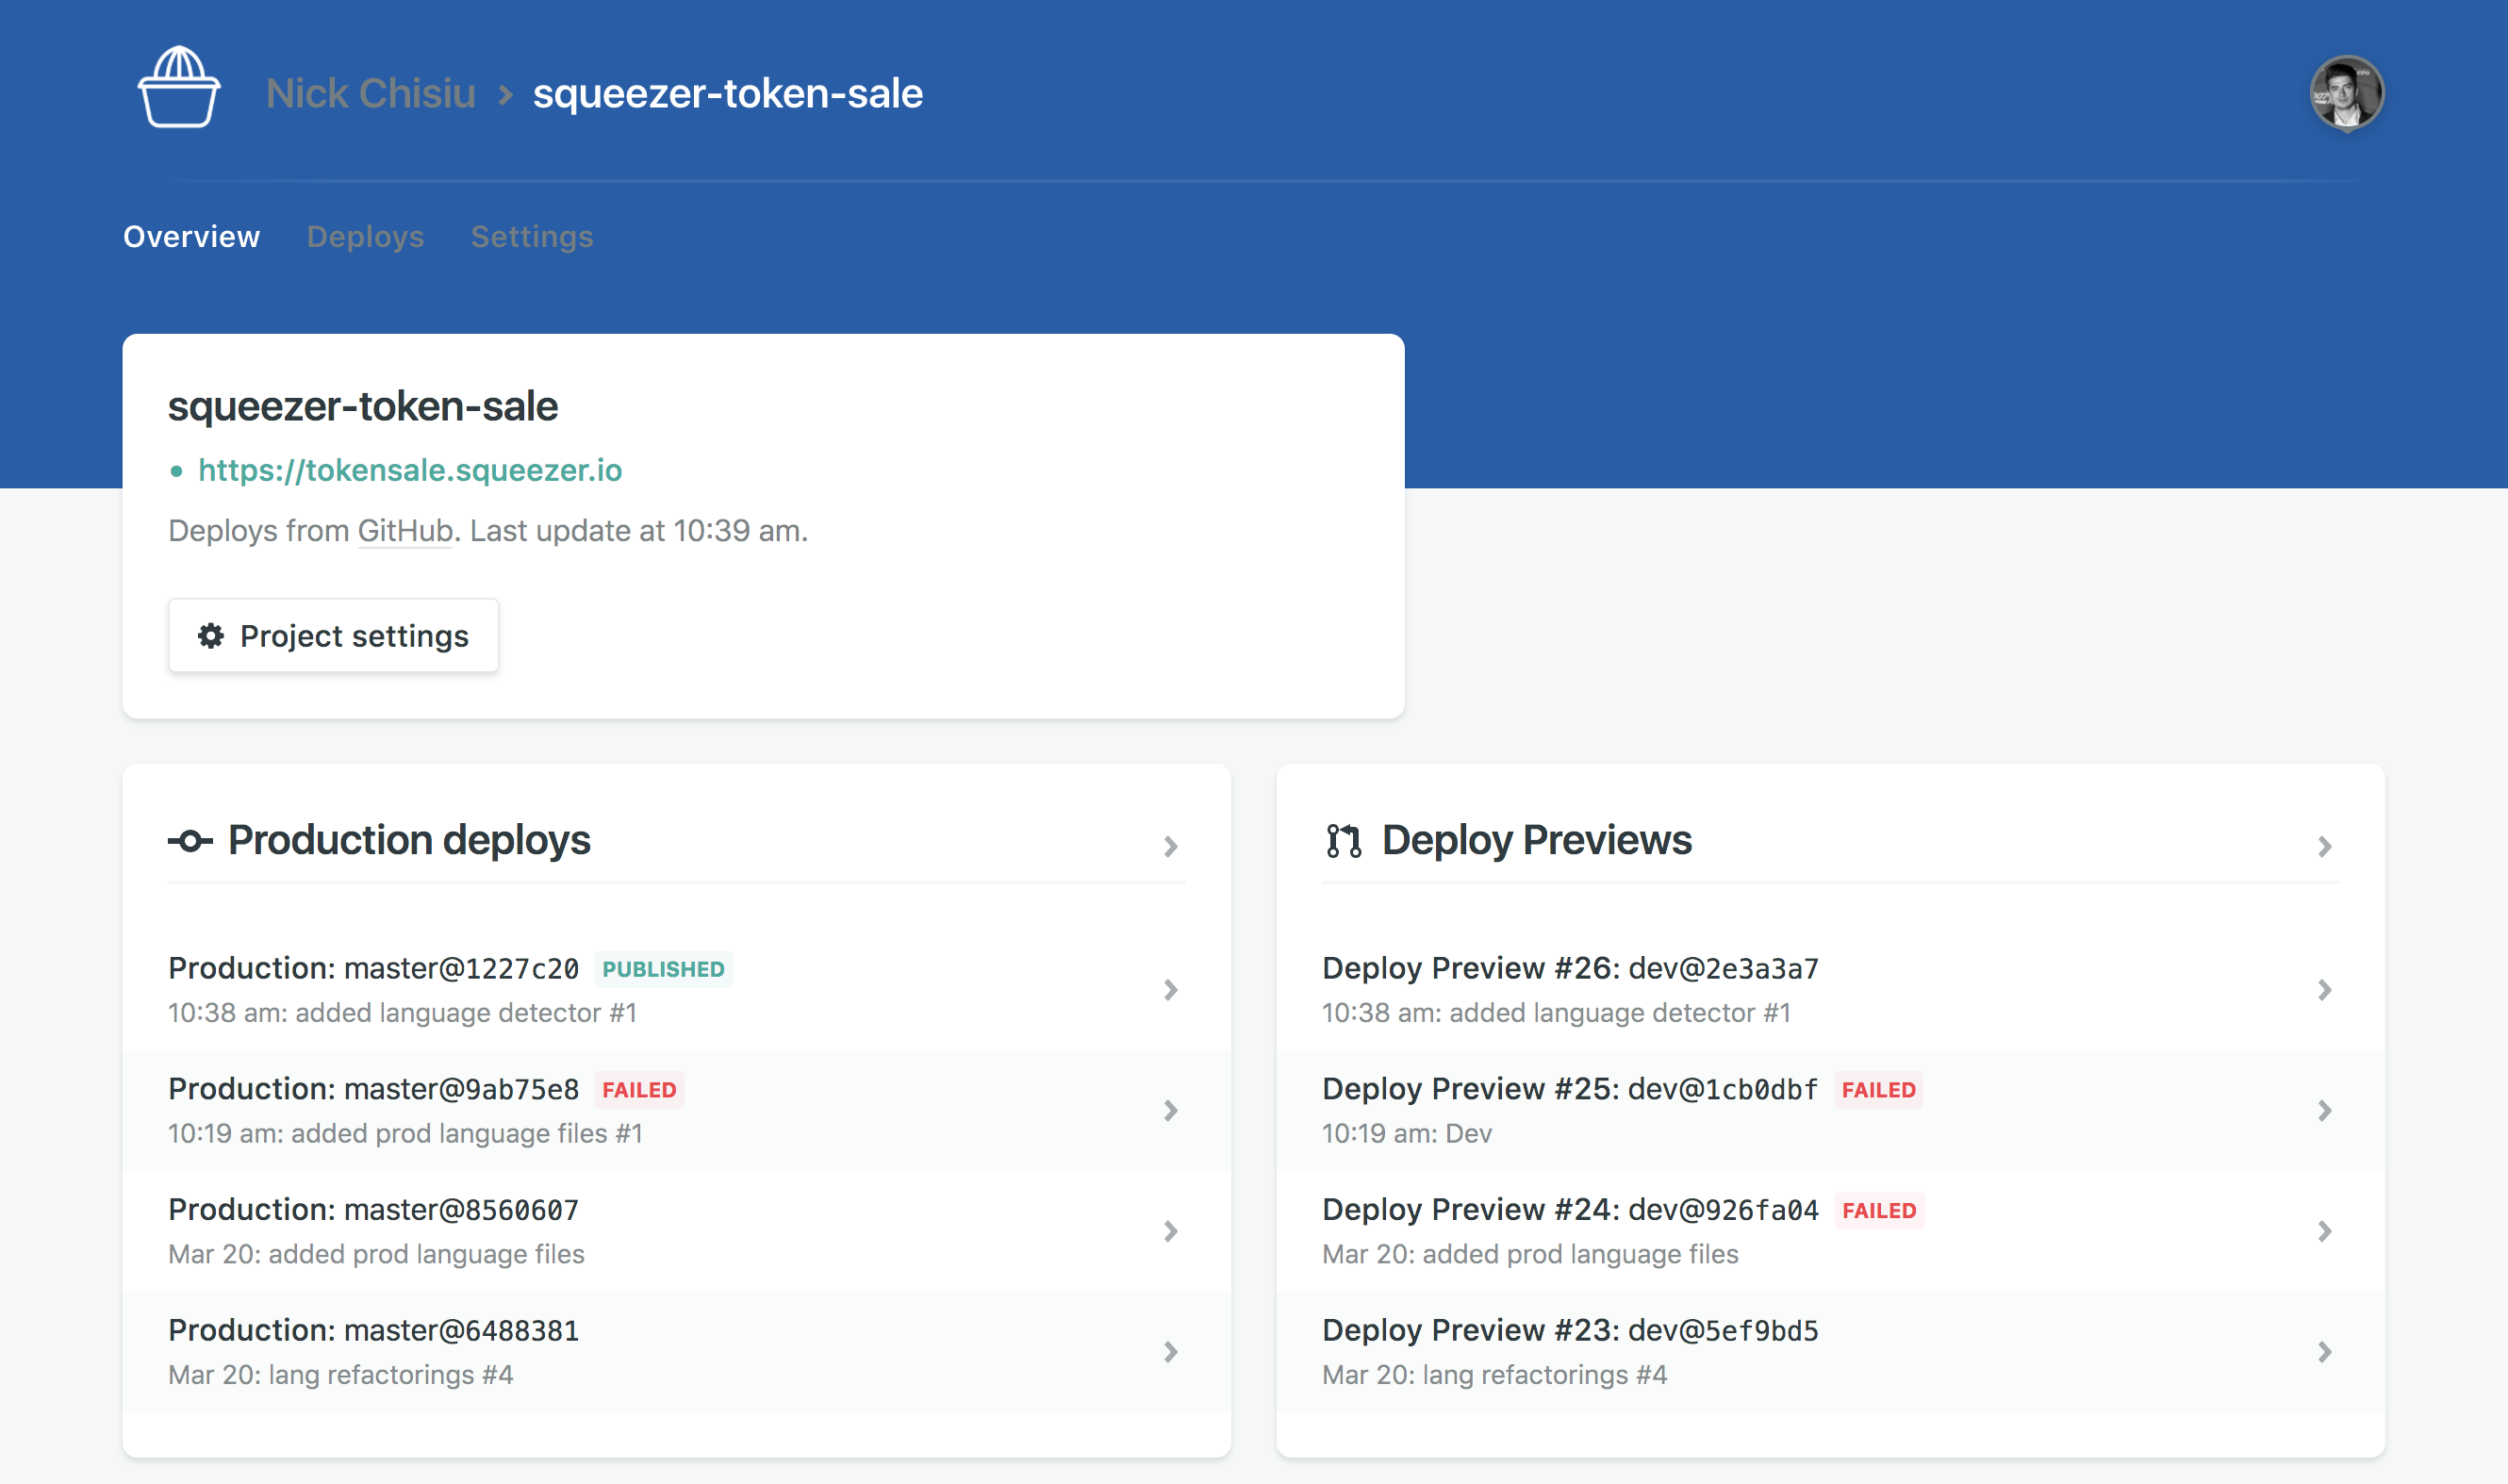 Nick Chisiu > squeezer-token-sale
Overview Deploys Settings
squeezer-token-sale
• https://tokensale.squeezer.io
Deploys from GitHub. Last update at 10:39 am.
Project settings
Production deploys
Production: master@1227c20 PUBLISHED
10:38 am: added language detector #1
Production: master@9ab75e8 FAILED
10:19 am: added prod language files #1
Production: master@8560607
Mar 20: added prod language files
Production: master@6488381
Mar 20: lang refactorings #4
Deploy Previews
Deploy Preview #26: dev@2e3a3a7
10:38 am: added language detector #1
Deploy Preview #25: dev@1cb0dbf FAILED
10:19 am: Dev
Deploy Preview #24: dev@926fa04 FAILED
Mar 20: added prod language files
Deploy Preview #23: dev@5ef9bd5
Mar 20: lang refactorings #4